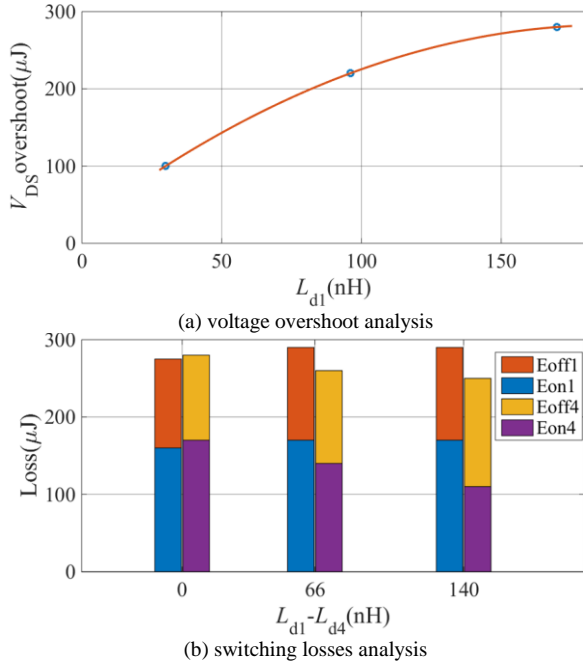 300
200
100
0
V_DS overshoot(μJ)
0 50 100 150
L_d1(nH)
(a) voltage overshoot analysis
300
200
100
0
Loss(μJ)
Eoff1
Eon1
Eoff4
Eon4
0 66 140
L_d1-L_d4(nH)
(b) switching losses analysis